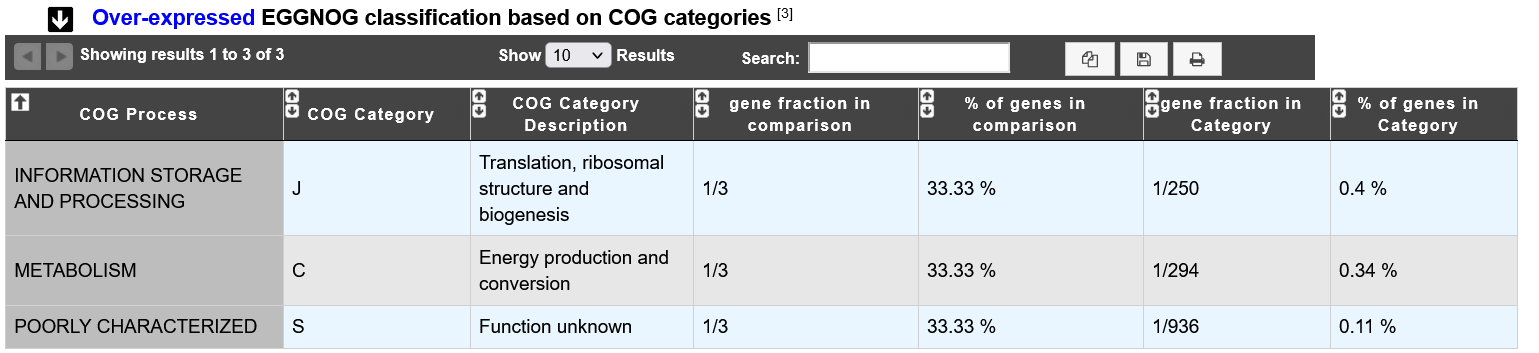 Over-expressed EGGNOG classification based on COG categories [3]
Showing results 1 to 3 of 3 Show 10 Results Search:
COG Process COG Category COG Category Description gene fraction in comparison % of genes in comparison gene fraction in Category % of genes in Category
INFORMATION STORAGE AND PROCESSING J Translation, ribosomal structure and biogenesis 1/3 33.33 % 1/250 0.4 %
METABOLISM C Energy production and conversion 1/3 33.33 % 1/294 0.34 %
POORLY CHARACTERIZED S Function unknown 1/3 33.33 % 1/936 0.11 %